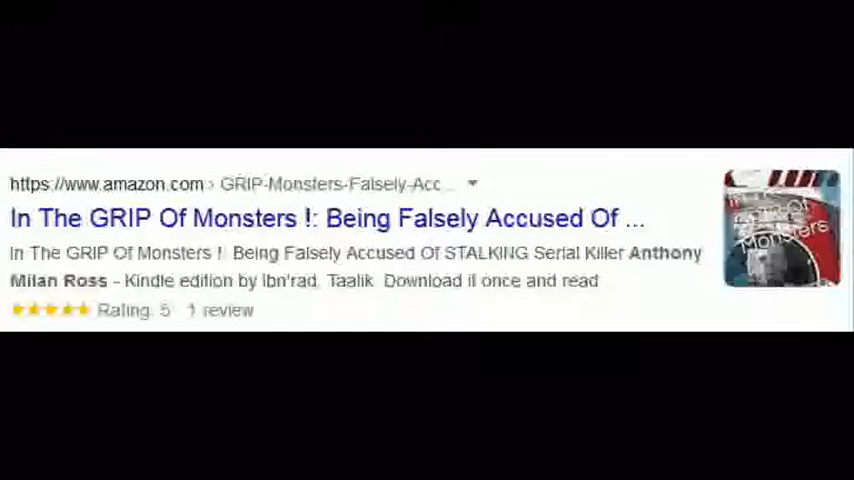 https://www.amazon.com › GRIP-Monsters-Falsely-Acc...
In The GRIP Of Monsters !: Being Falsely Accused Of ...
In The GRIP Of Monsters !: Being Falsely Accused Of STALKING Serial Killer Anthony
Milan Ross - Kindle edition by Ibn'rad, Taalik. Download it once and read
Rating: 5 · 1 review
Monsters